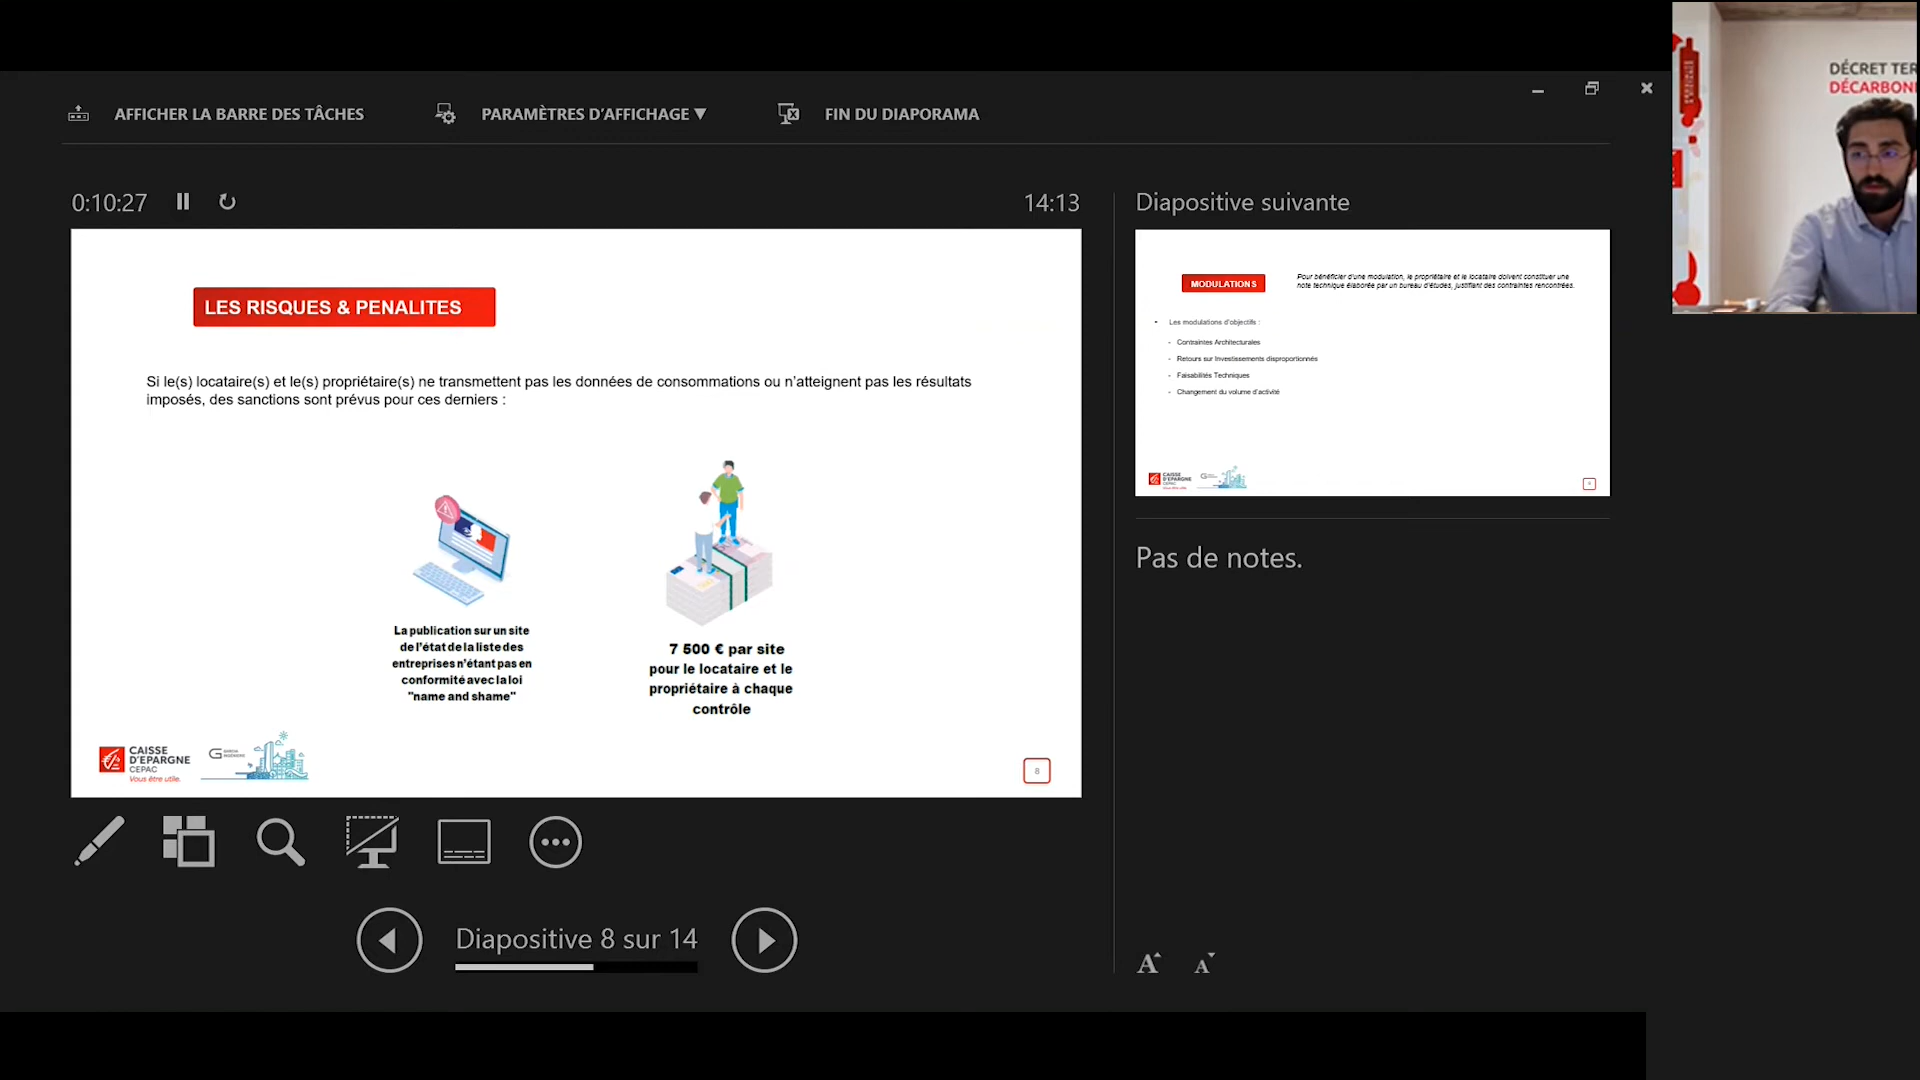 AFFICHER LA BARRE DES TÂCHES
PARAMÈTRES D'AFFICHAGE ▼
FIN DU DIAPORAMA
0:10:27
14:13
LES RISQUES & PENALITES
Si le(s) locataire(s) et le(s) propriétaire(s) ne transmettent pas les données de consommations ou n'atteignent pas les résultats
imposés, des sanctions sont prévus pour ces derniers :
La publication sur un site
de l'état de la liste des
entreprises n'étant pas en
conformité avec la loi
"name and shame"
7 500 € par site
pour le locataire et le
propriétaire à chaque
contrôle
CAISSE
D'EPARGNE
CEPAC
Vous être utile.
8
Diapositive 8 sur 14
Diapositive suivante
MODULATIONS
Pour bénéficier d'une modulation, le propriétaire et le locataire doivent constituer une
note technique élaborée par un bureau d'études, justifiant des contraintes rencontrées.
• Les modulations d'objectifs :
- Contraintes Architecturales
- Retours sur Investissements disproportionnés
- Faisabilités Techniques
- Changement du volume d'activité
CAISSE
D'EPARGNE
CEPAC
Pas de notes.
A A
DÉCRET TER
DÉCARBON